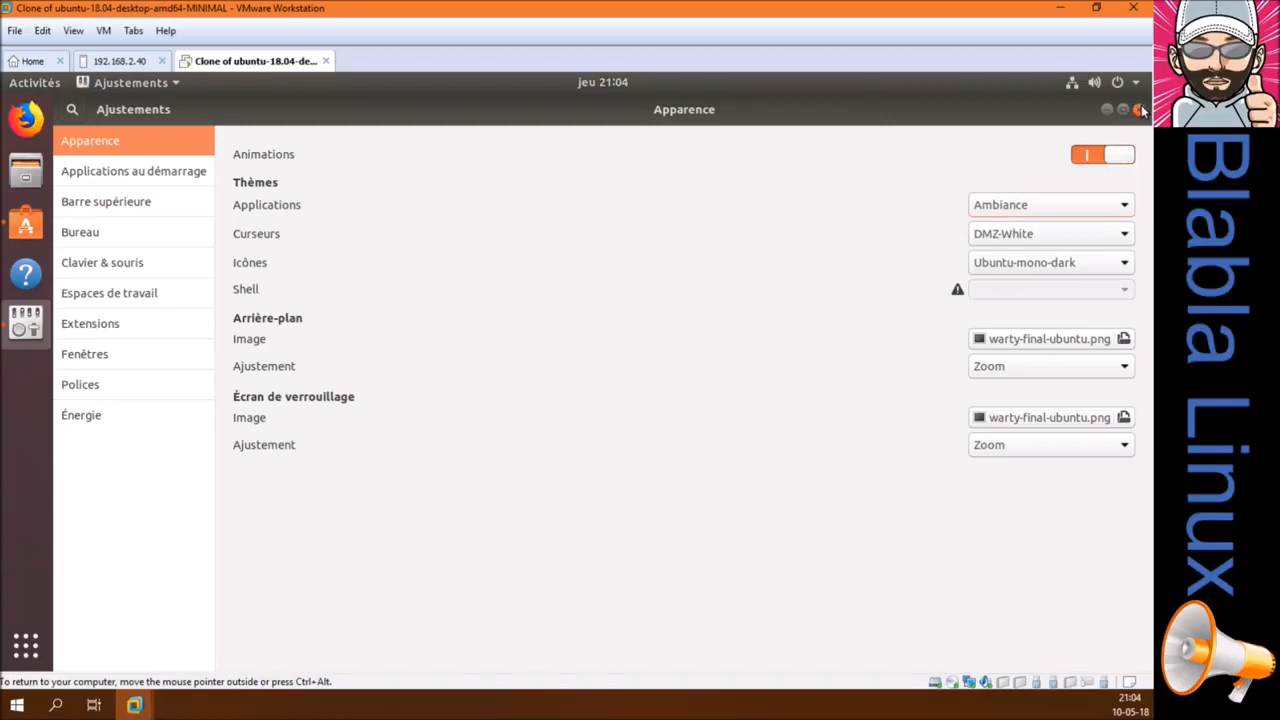 Clone of ubuntu-18.04-desktop-amd64-MINIMAL - VMware Workstation
File Edit View VM Tabs Help
Home 192.168.2.40 Clone of ubuntu-18.04-de...
Activités Ajustements jeu 21:04
Ajustements Apparence
Apparence
Applications au démarrage
Barre supérieure
Bureau
Clavier & souris
Espaces de travail
Extensions
Fenêtres
Polices
Énergie
Animations
Thèmes
Applications Ambiance
Curseurs DMZ-White
Icônes Ubuntu-mono-dark
Shell
Arrière-plan
Image warty-final-ubuntu.png
Ajustement Zoom
Écran de verrouillage
Image warty-final-ubuntu.png
Ajustement Zoom
To return to your computer, move the mouse pointer outside or press Ctrl+Alt.
21:04
10-05-18
Blabla Linux